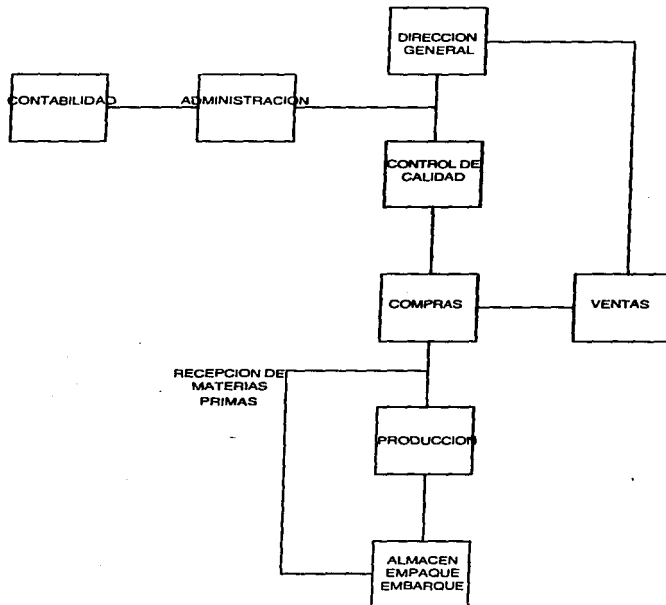 DIRECCION
GENERAL
CONTABILIDAD
ADMINISTRACION
CONTROL DE
CALIDAD
COMPRAS
VENTAS
RECEPCION DE
MATERIAS
PRIMAS
PRODUCCION
ALMACEN
EMPAQUE
EMBARQUE